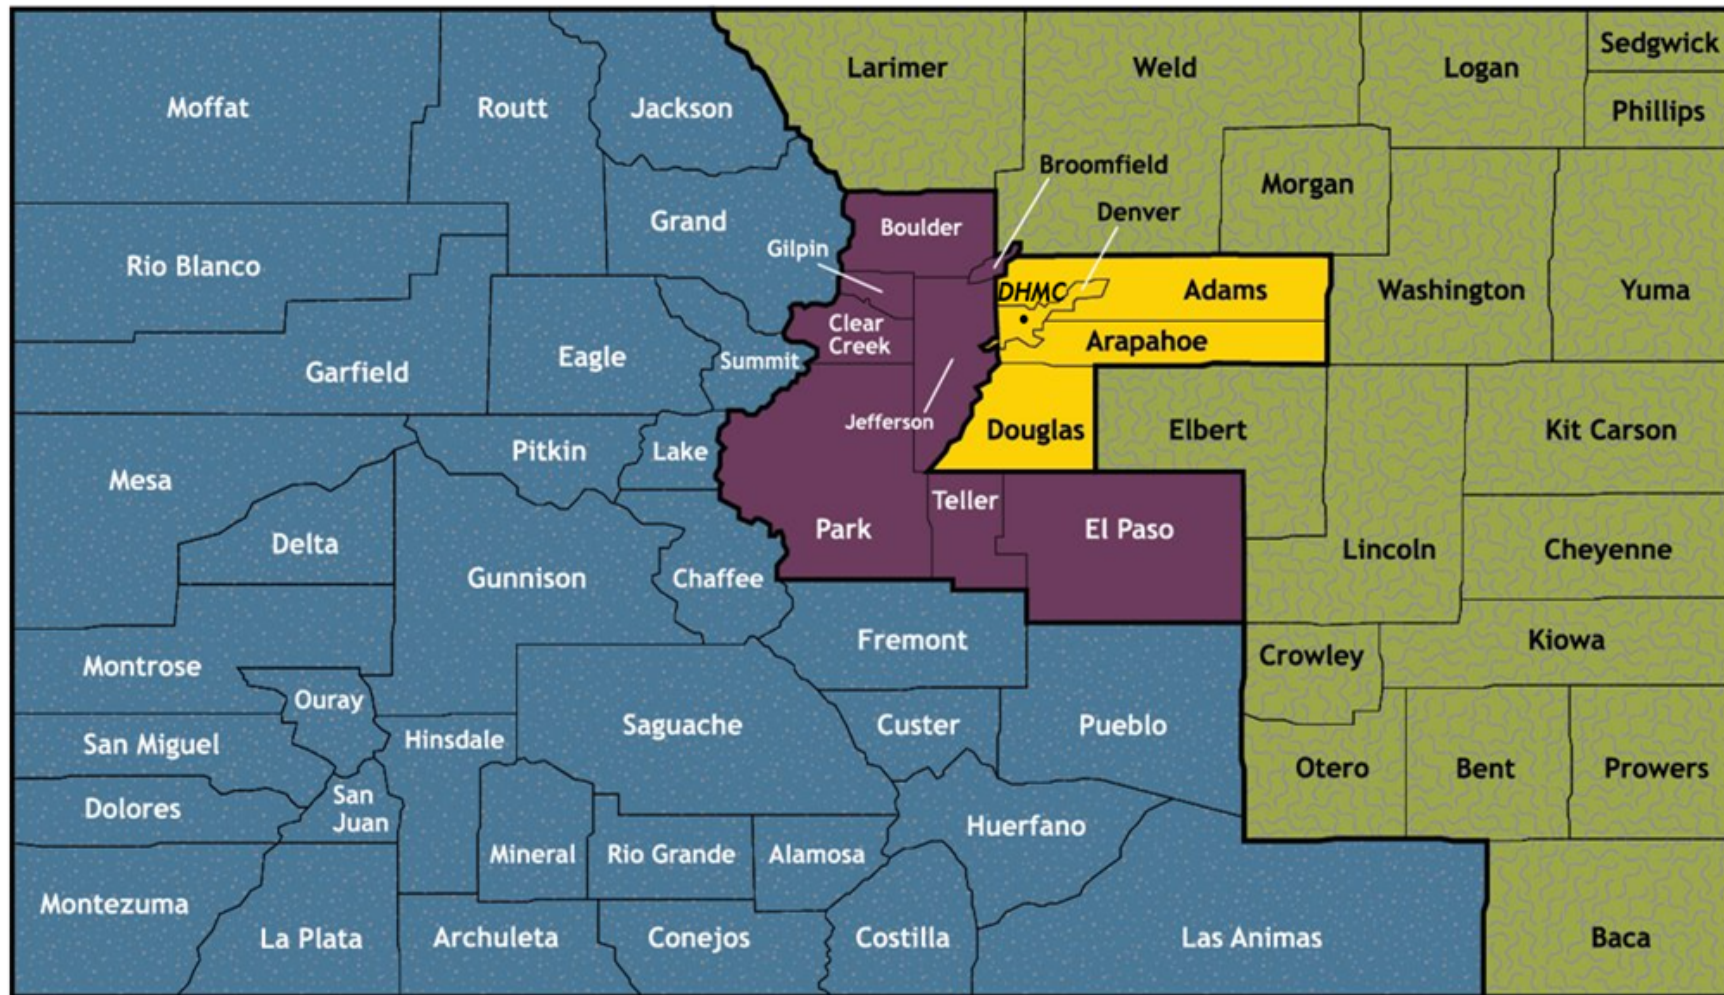 Larimer
Weld
Logan
Sedgwick
Moffat
Routt
Jackson
Phillips
Broomfield
Morgan
Denver
Grand
Boulder
Gilpin
Rio Blanco
DHMC
Adams
Washington
Yuma
Clear
Creek
Arapahoe
Eagle
Summit
Garfield
Jefferson
Douglas
Elbert
Kit Carson
Pitkin
Lake
Mesa
Teller
Park
El Paso
Delta
Lincoln
Cheyenne
Gunnison
Chaffee
Fremont
Kiowa
Crowley
Montrose
Ouray
Saguache
Custer
Pueblo
Hinsdale
San Miguel
Otero
Bent
Prowers
San
Juan
Dolores
Huerfano
Mineral
Rio Grande
Alamosa
Montezuma
La Plata
Archuleta
Conejos
Costilla
Las Animas
Baca